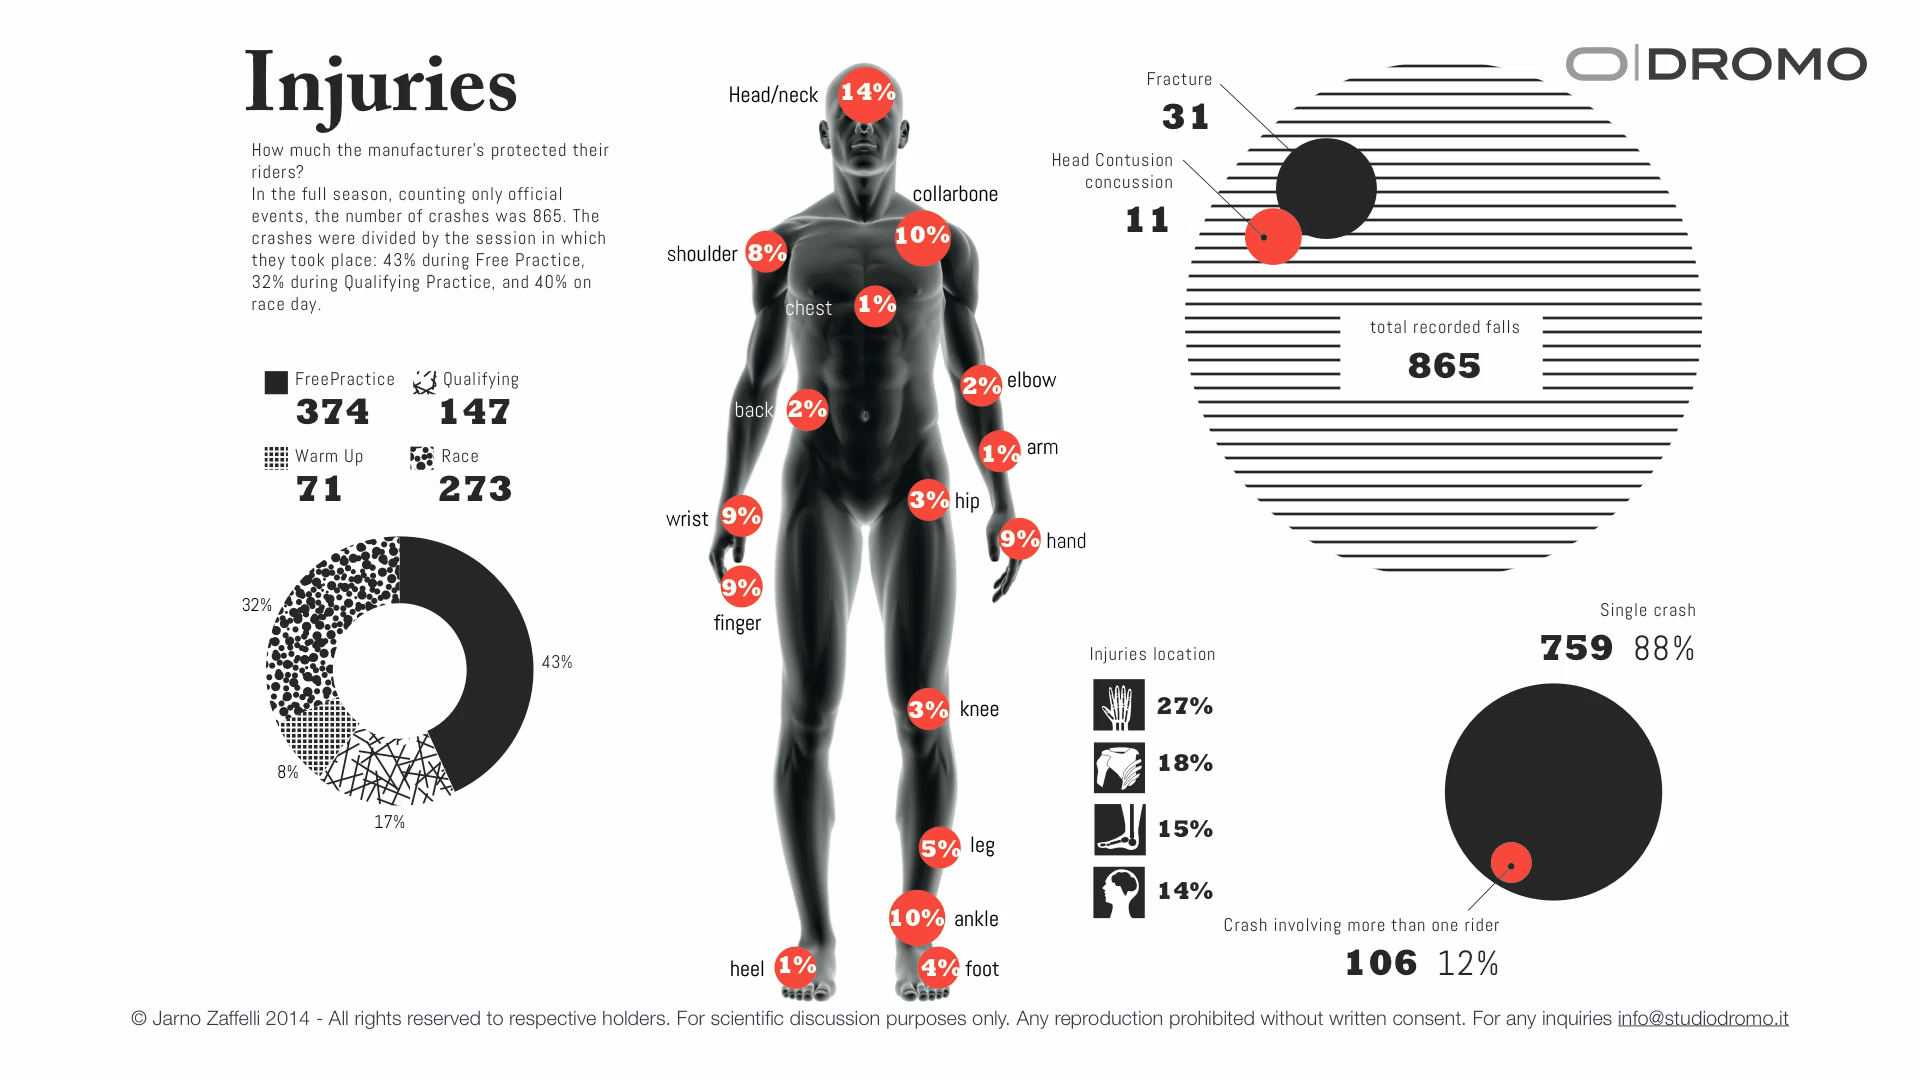 Injuries
How much the manufacturer's protected their
riders?
In the full season, counting only official
events, the number of crashes was 865. The
crashes were divided by the session in which
they took place: 43% during Free Practice,
32% during Qualifying Practice, and 40% on
race day.
FreePractice
374
Qualifying
147
Warm Up
71
Race
273
32%
43%
8%
17%
Head/neck 14%
collarbone
10%
shoulder 8%
chest 1%
2% elbow
back 2%
1% arm
3% hip
wrist 9%
9% hand
9%
finger
3% knee
5% leg
10% ankle
heel 1%
4% foot
DROMO
Fracture
31
Head Contusion
concussion
11
total recorded falls
865
Injuries location
27%
18%
15%
14%
Single crash
759 88%
Crash involving more than one rider
106 12%
© Jarno Zaffelli 2014 - All rights reserved to respective holders. For scientific discussion purposes only. Any reproduction prohibited without written consent. For any inquiries info@studiodromo.it